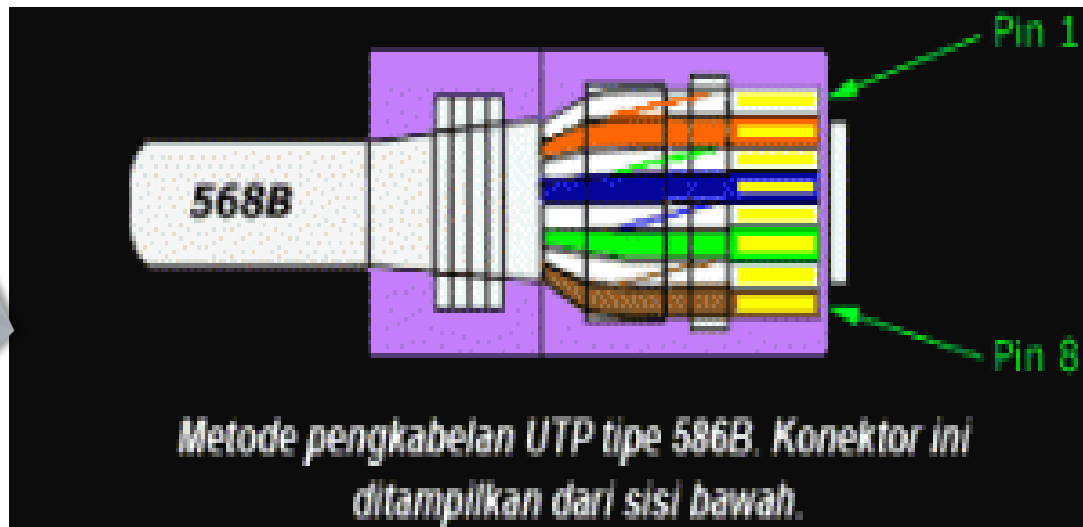 Pin 1
568B
Pin 8
Metode pengkabelan UTP tipe 586B. Konektor ini
ditampilkan dari sisi bawah.